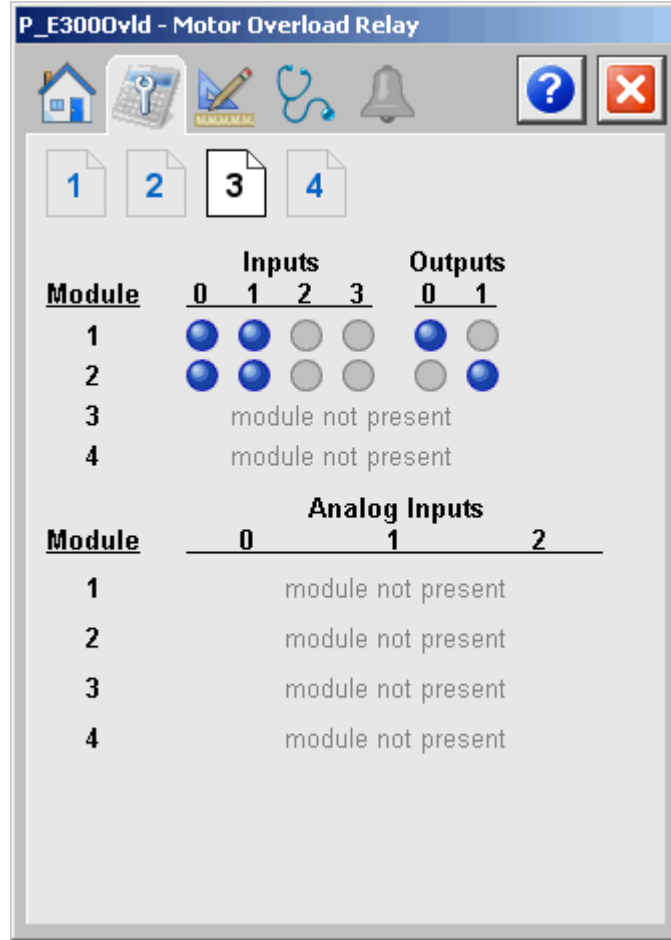 P_E300Ovld - Motor Overload Relay
?
1 2 3 4
Inputs Outputs
Module 0 1 2 3 0 1
1
2
3 module not present
4 module not present
Analog Inputs
Module 0 1 2
1 module not present
2 module not present
3 module not present
4 module not present